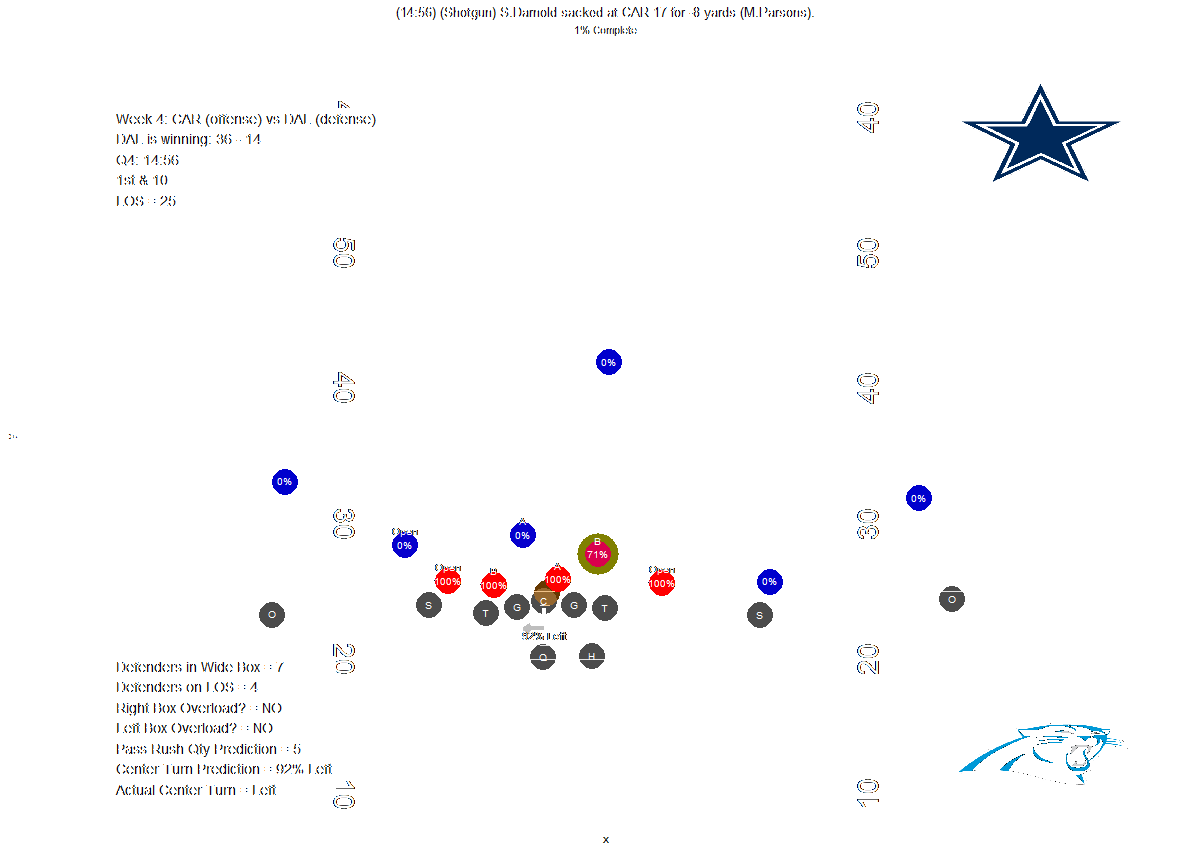 (14:56) (Shotgun) S.Darnold sacked at CAR 17 for -8 yards (M.Parsons).
1% Complete
Week 4: CAR (offense) vs DAL (defense)
DAL is winning: 36 - 14
Q4: 14:56
1st & 10
LOS = 25
40
50
50
0%
40
40
0%
0%
30
30
Open
0%
A
0%
B
71%
Open
100%
B
100%
A
100%
Open
100%
0%
O
S
T
G
C
G
T
S
O
92% Left
Q
H
20
20
Defenders in Wide Box = 7
Defenders on LOS = 4
Right Box Overload? = NO
Left Box Overload? = NO
Pass Rush Qty Prediction = 5
Center Turn Prediction = 92% Left
Actual Center Turn = Left
10
10
x